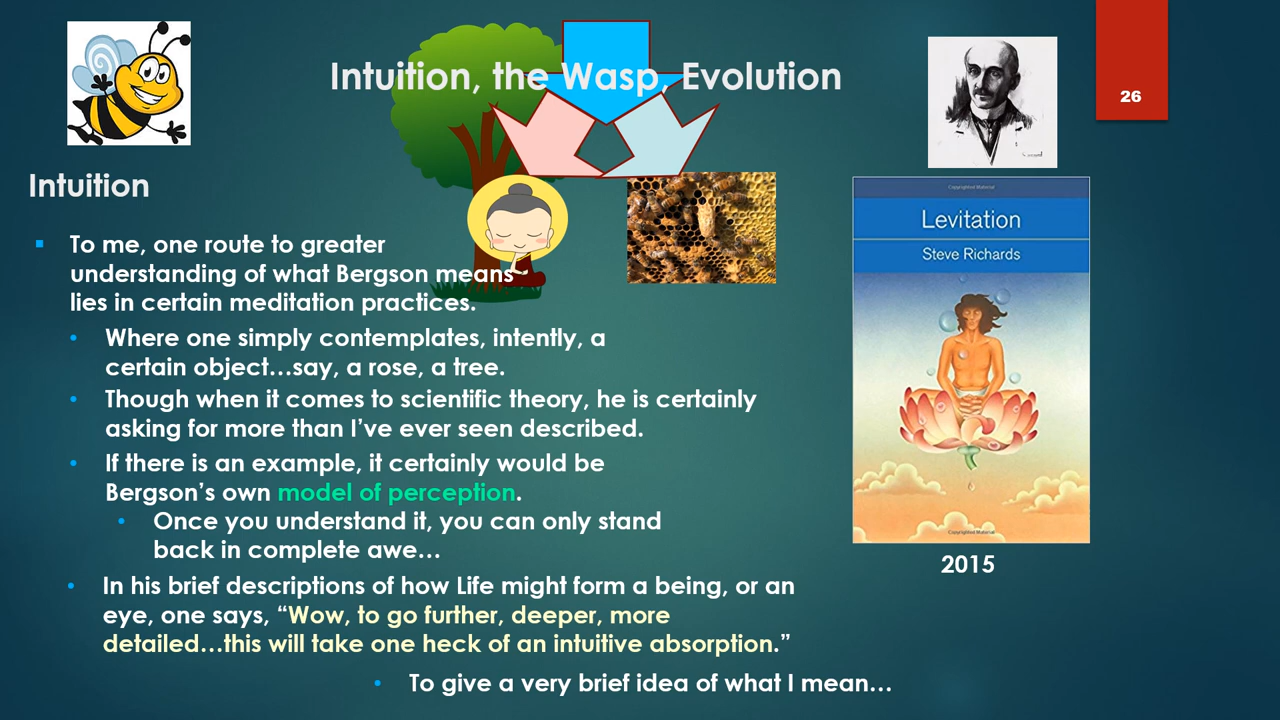 Intuition, the Wasp, Evolution
26
Intuition
To me, one route to greater
understanding of what Bergson means
lies in certain meditation practices.
Where one simply contemplates, intently, a
certain object…say, a rose, a tree.
Though when it comes to scientific theory, he is certainly
asking for more than I’ve ever seen described.
If there is an example, it certainly would be
Bergson’s own model of perception.
Once you understand it, you can only stand
back in complete awe…
In his brief descriptions of how Life might form a being, or an
eye, one says, “Wow, to go further, deeper, more
detailed…this will take one heck of an intuitive absorption.”
To give a very brief idea of what I mean…
Copyrighted Material
Levitation
Steve Richards
Copyrighted Material
2015